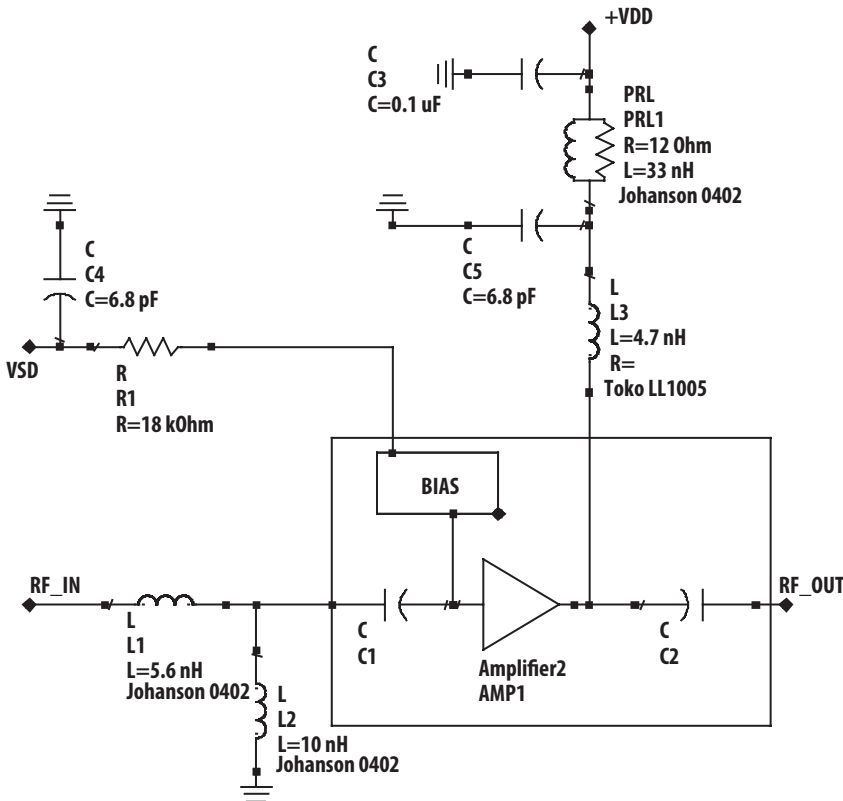 +VDD
C
C3
C=0.1 uF
PRL
PRL1
R=12 Ohm
L=33 nH
Johanson 0402
C
C4
C=6.8 pF
C
C5
C=6.8 pF
L
L3
L=4.7 nH
R=
Toko LL1005
VSD
R
R1
R=18 kOhm
BIAS
RF_IN
RF_OUT
L
L1
L=5.6 nH
Johanson 0402
C
C1
Amplifier2
AMP1
C
C2
L
L2
L=10 nH
Johanson 0402